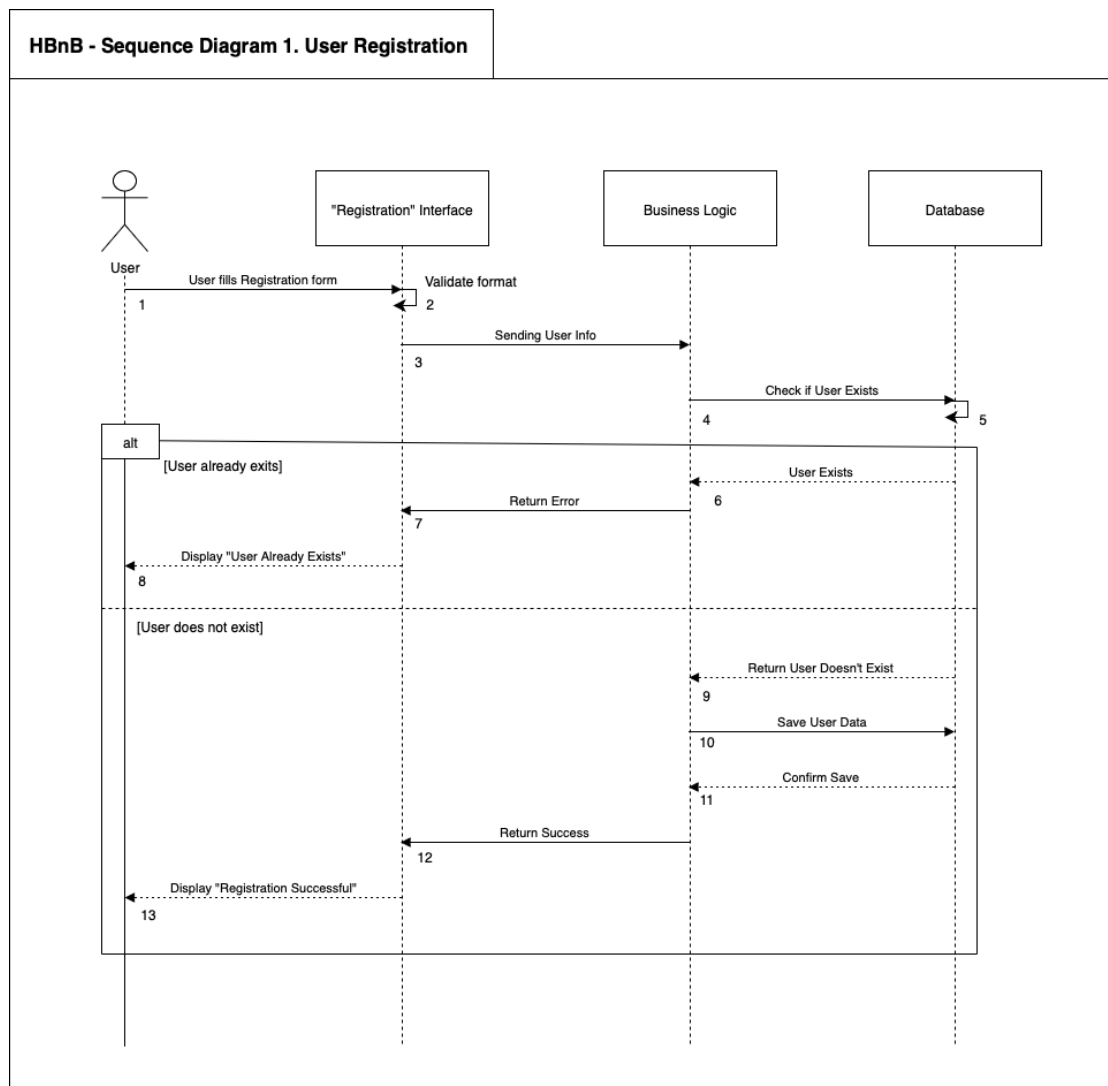 HBnB - Sequence Diagram 1. User Registration
"Registration" Interface
Business Logic
Database
User
User fills Registration form
1
Validate format
2
Sending User Info
3
Check if User Exists
4
5
alt
[User already exits]
User Exists
6
Return Error
7
Display "User Already Exists"
8
[User does not exist]
Return User Doesn't Exist
9
Save User Data
10
Confirm Save
11
Return Success
12
Display "Registration Successful"
13